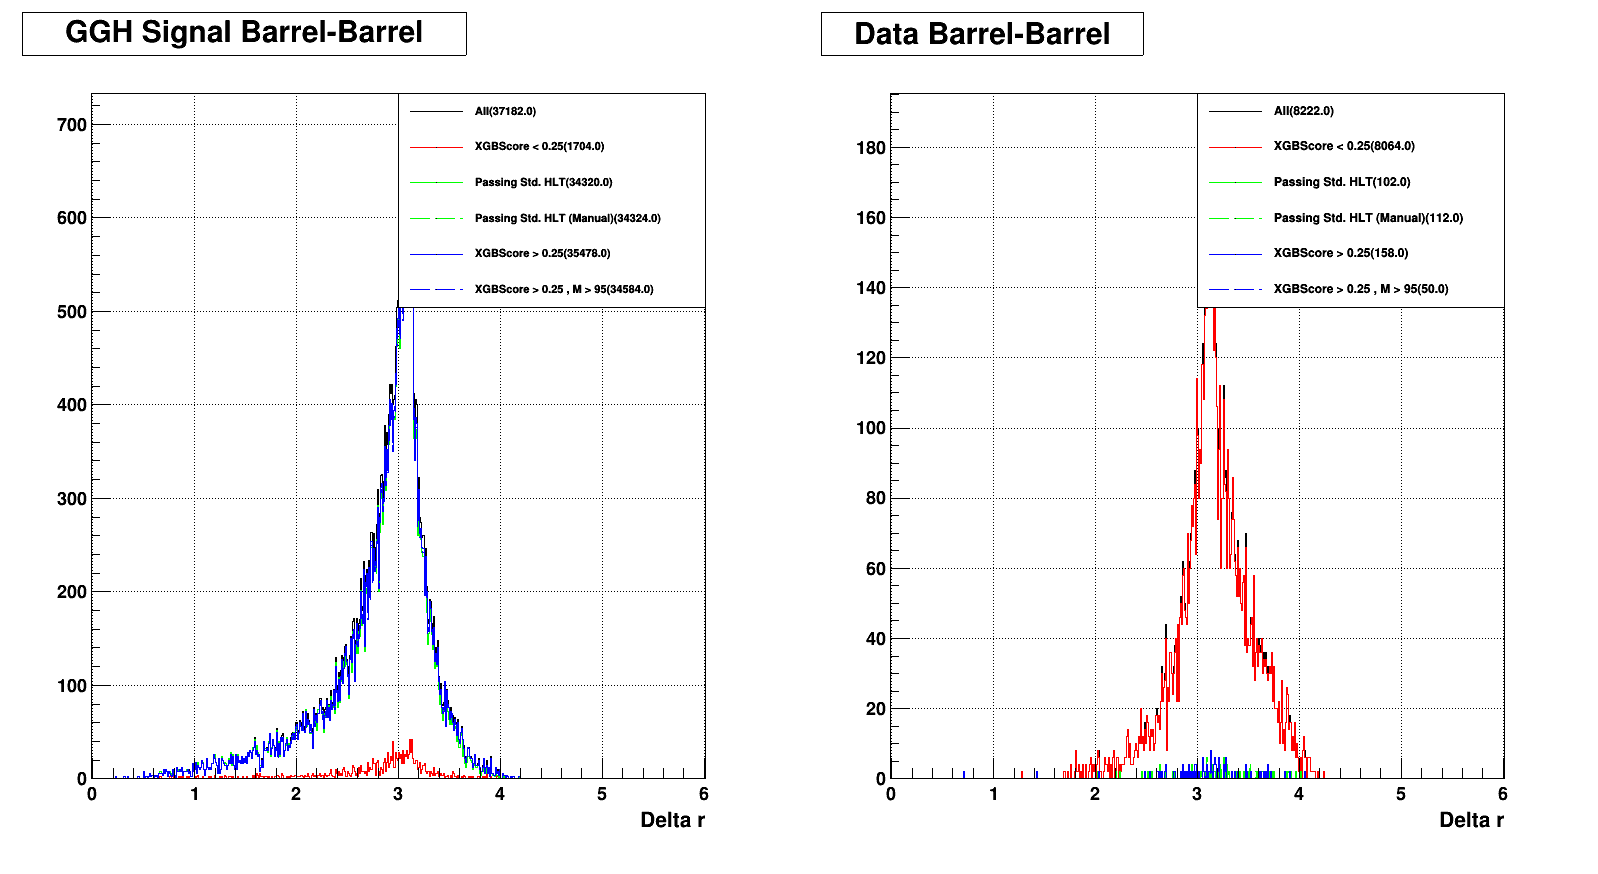 GGH Signal Barrel-Barrel
700
600
500
400
300
200
100
0
0 1 2 3 4 5 6
Delta r
All(37182.0)
XGBScore < 0.25(1704.0)
Passing Std. HLT(34320.0)
Passing Std. HLT (Manual)(34324.0)
XGBScore > 0.25(35478.0)
XGBScore > 0.25 , M > 95(34584.0)
Data Barrel-Barrel
180
160
140
120
100
80
60
40
20
0
0 1 2 3 4 5 6
Delta r
All(8222.0)
XGBScore < 0.25(8064.0)
Passing Std. HLT(102.0)
Passing Std. HLT (Manual)(112.0)
XGBScore > 0.25(158.0)
XGBScore > 0.25 , M > 95(50.0)